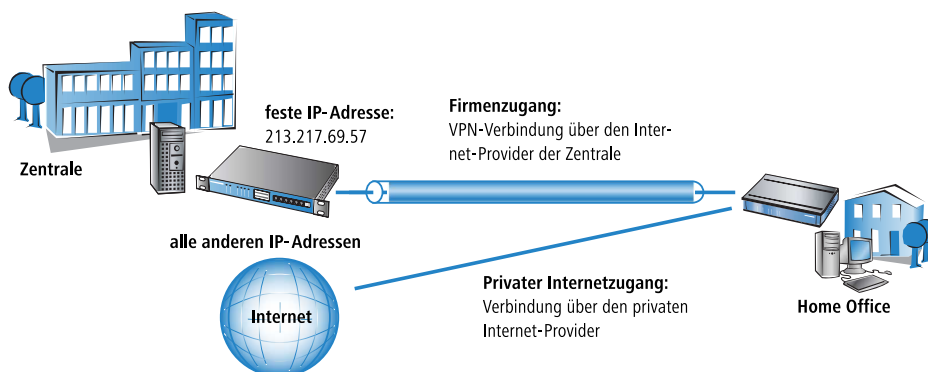 feste IP-Adresse:
213.217.69.57
Zentrale
Firmenzugang:
VPN-Verbindung über den Inter-
net-Provider der Zentrale
alle anderen IP-Adressen
Internet
Privater Internetzugang:
Verbindung über den privaten
Internet-Provider
Home Office